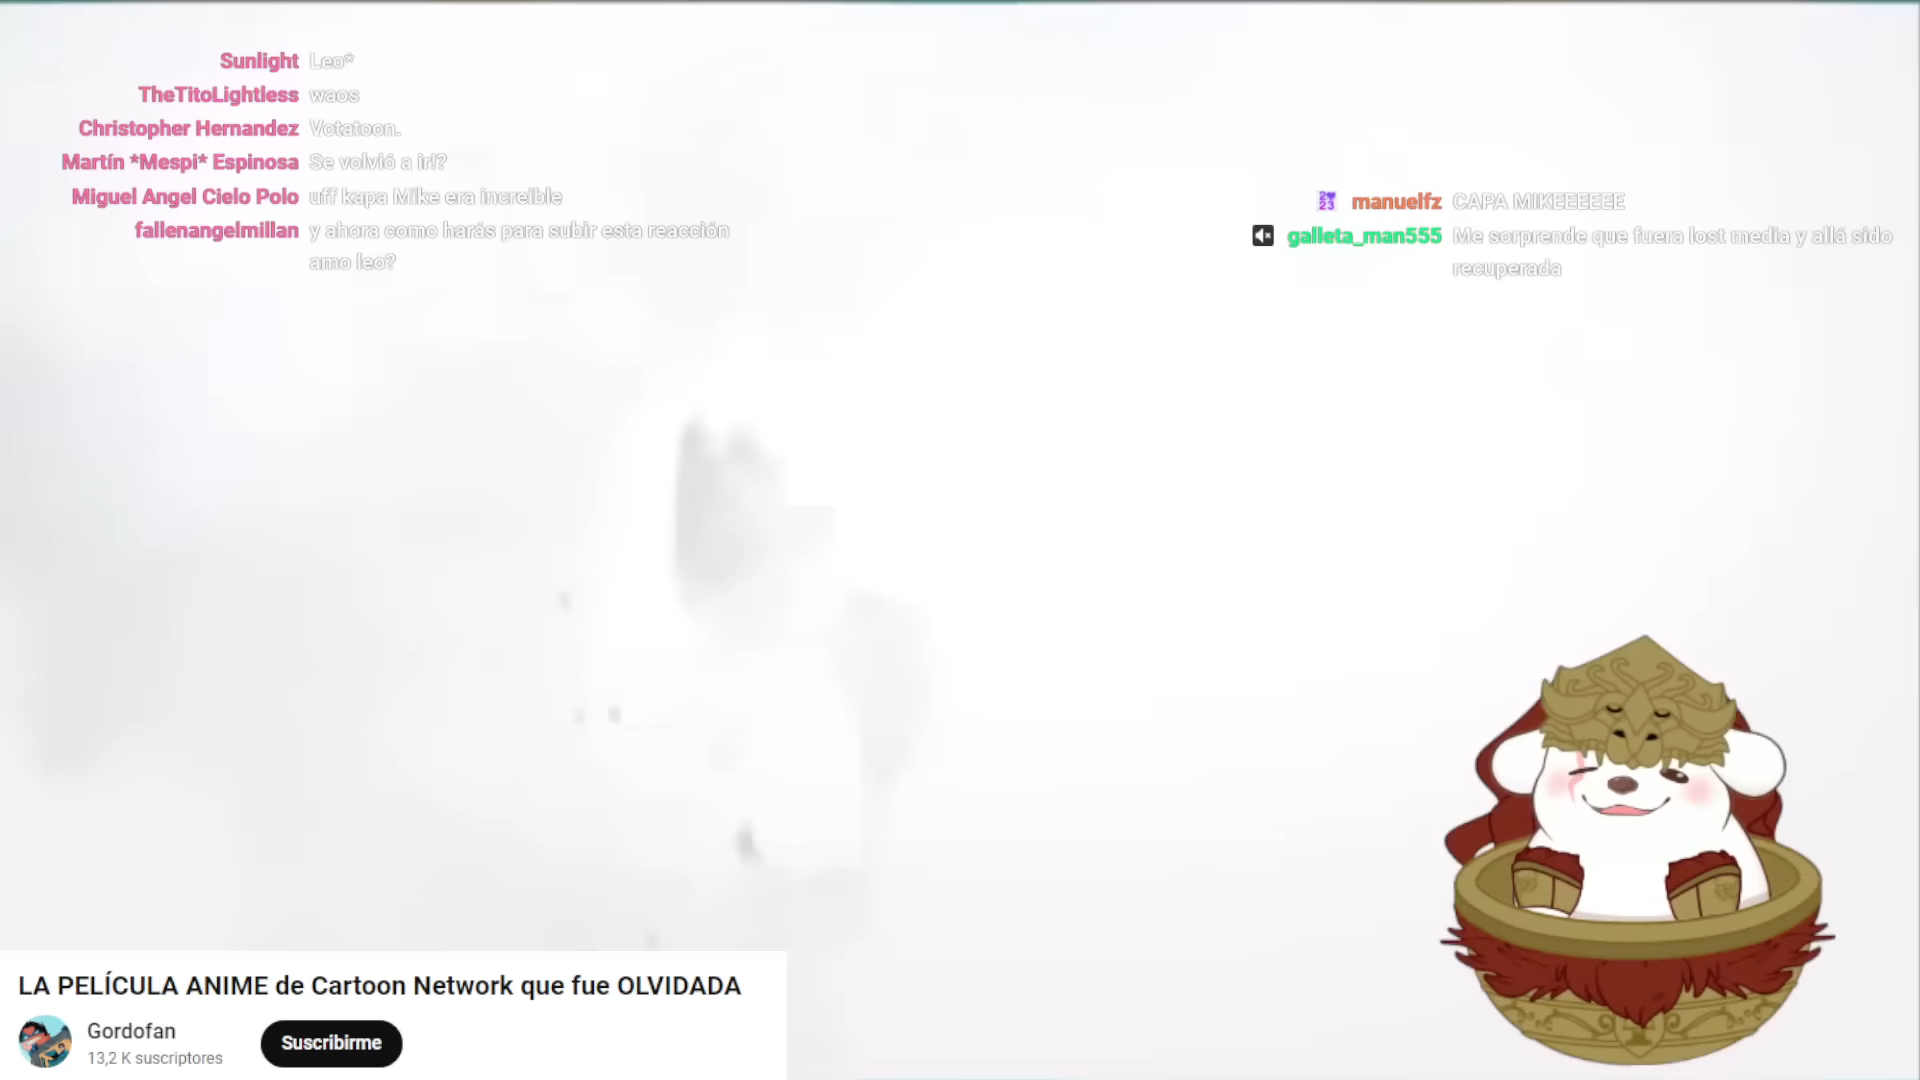 Sunlight Leo*
TheTitoLightless waos
Christopher Hernandez Votatoon.
Martín *Mespi* Espinosa Se volvió a ir!?
Miguel Angel Cielo Polo uff kapa Mike era increible
fallenangelmillan y ahora como harás para subir esta reacción
amo leo?
manuelfz CAPA MIKEEEEEE
galleta_man555 Me sorprende que fuera lost media y allá sido
recuperada
LA PELÍCULA ANIME de Cartoon Network que fue OLVIDADA
Gordofan
13,2 K suscriptores
Suscribirme